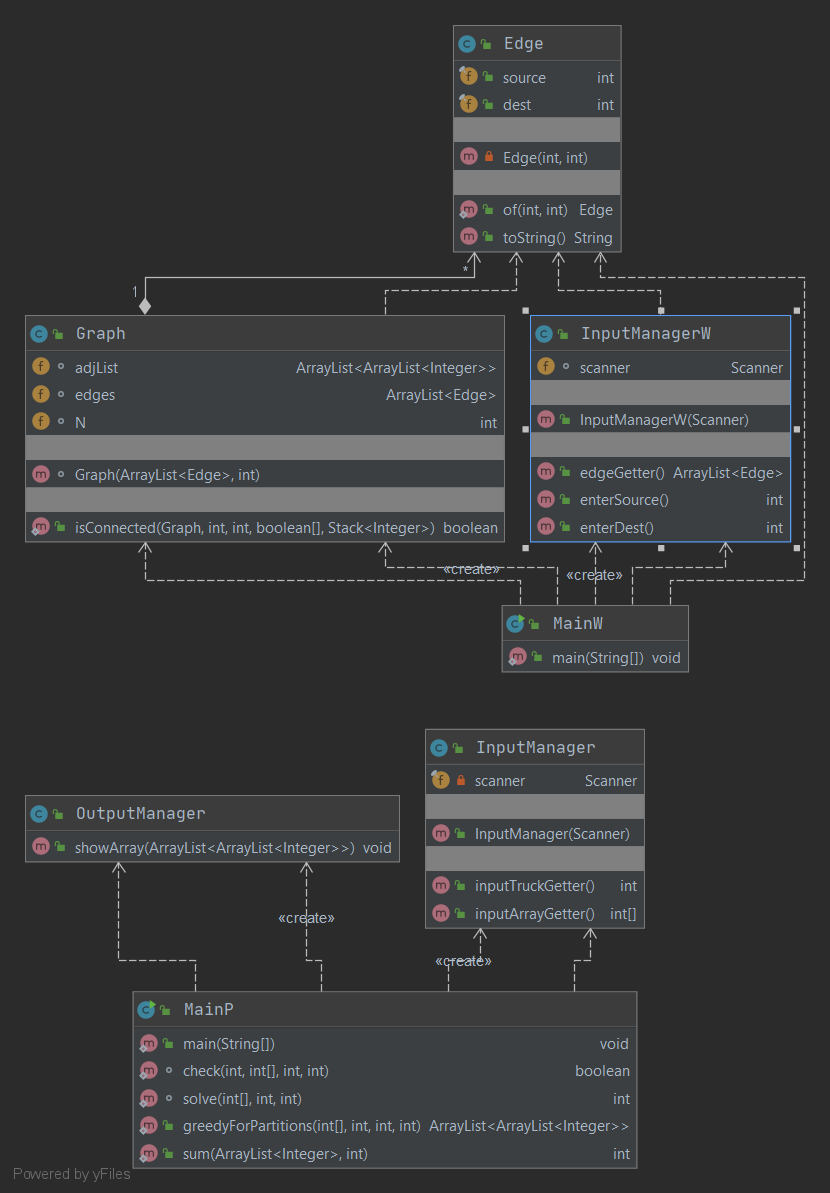 Edge
source int
dest int
Edge(int, int)
of(int, int) Edge
toString() String
1
*
Graph
adjList ArrayList<ArrayList<Integer>>
edges ArrayList<Edge>
N int
Graph(ArrayList<Edge>, int)
isConnected(Graph, int, int, boolean[], Stack<Integer>) boolean
InputManagerW
scanner Scanner
InputManagerW(Scanner)
edgeGetter() ArrayList<Edge>
enterSource() int
enterDest() int
«create»
«create»
MainW
main(String[]) void
InputManager
scanner Scanner
InputManager(Scanner)
inputTruckGetter() int
inputArrayGetter() int[]
OutputManager
showArray(ArrayList<ArrayList<Integer>>) void
«create»
«create»
MainP
main(String[]) void
check(int, int[], int, int) boolean
solve(int[], int, int) int
greedyForPartitions(int[], int, int, int) ArrayList<ArrayList<Integer>>
sum(ArrayList<Integer>, int) int
Powered by yFiles